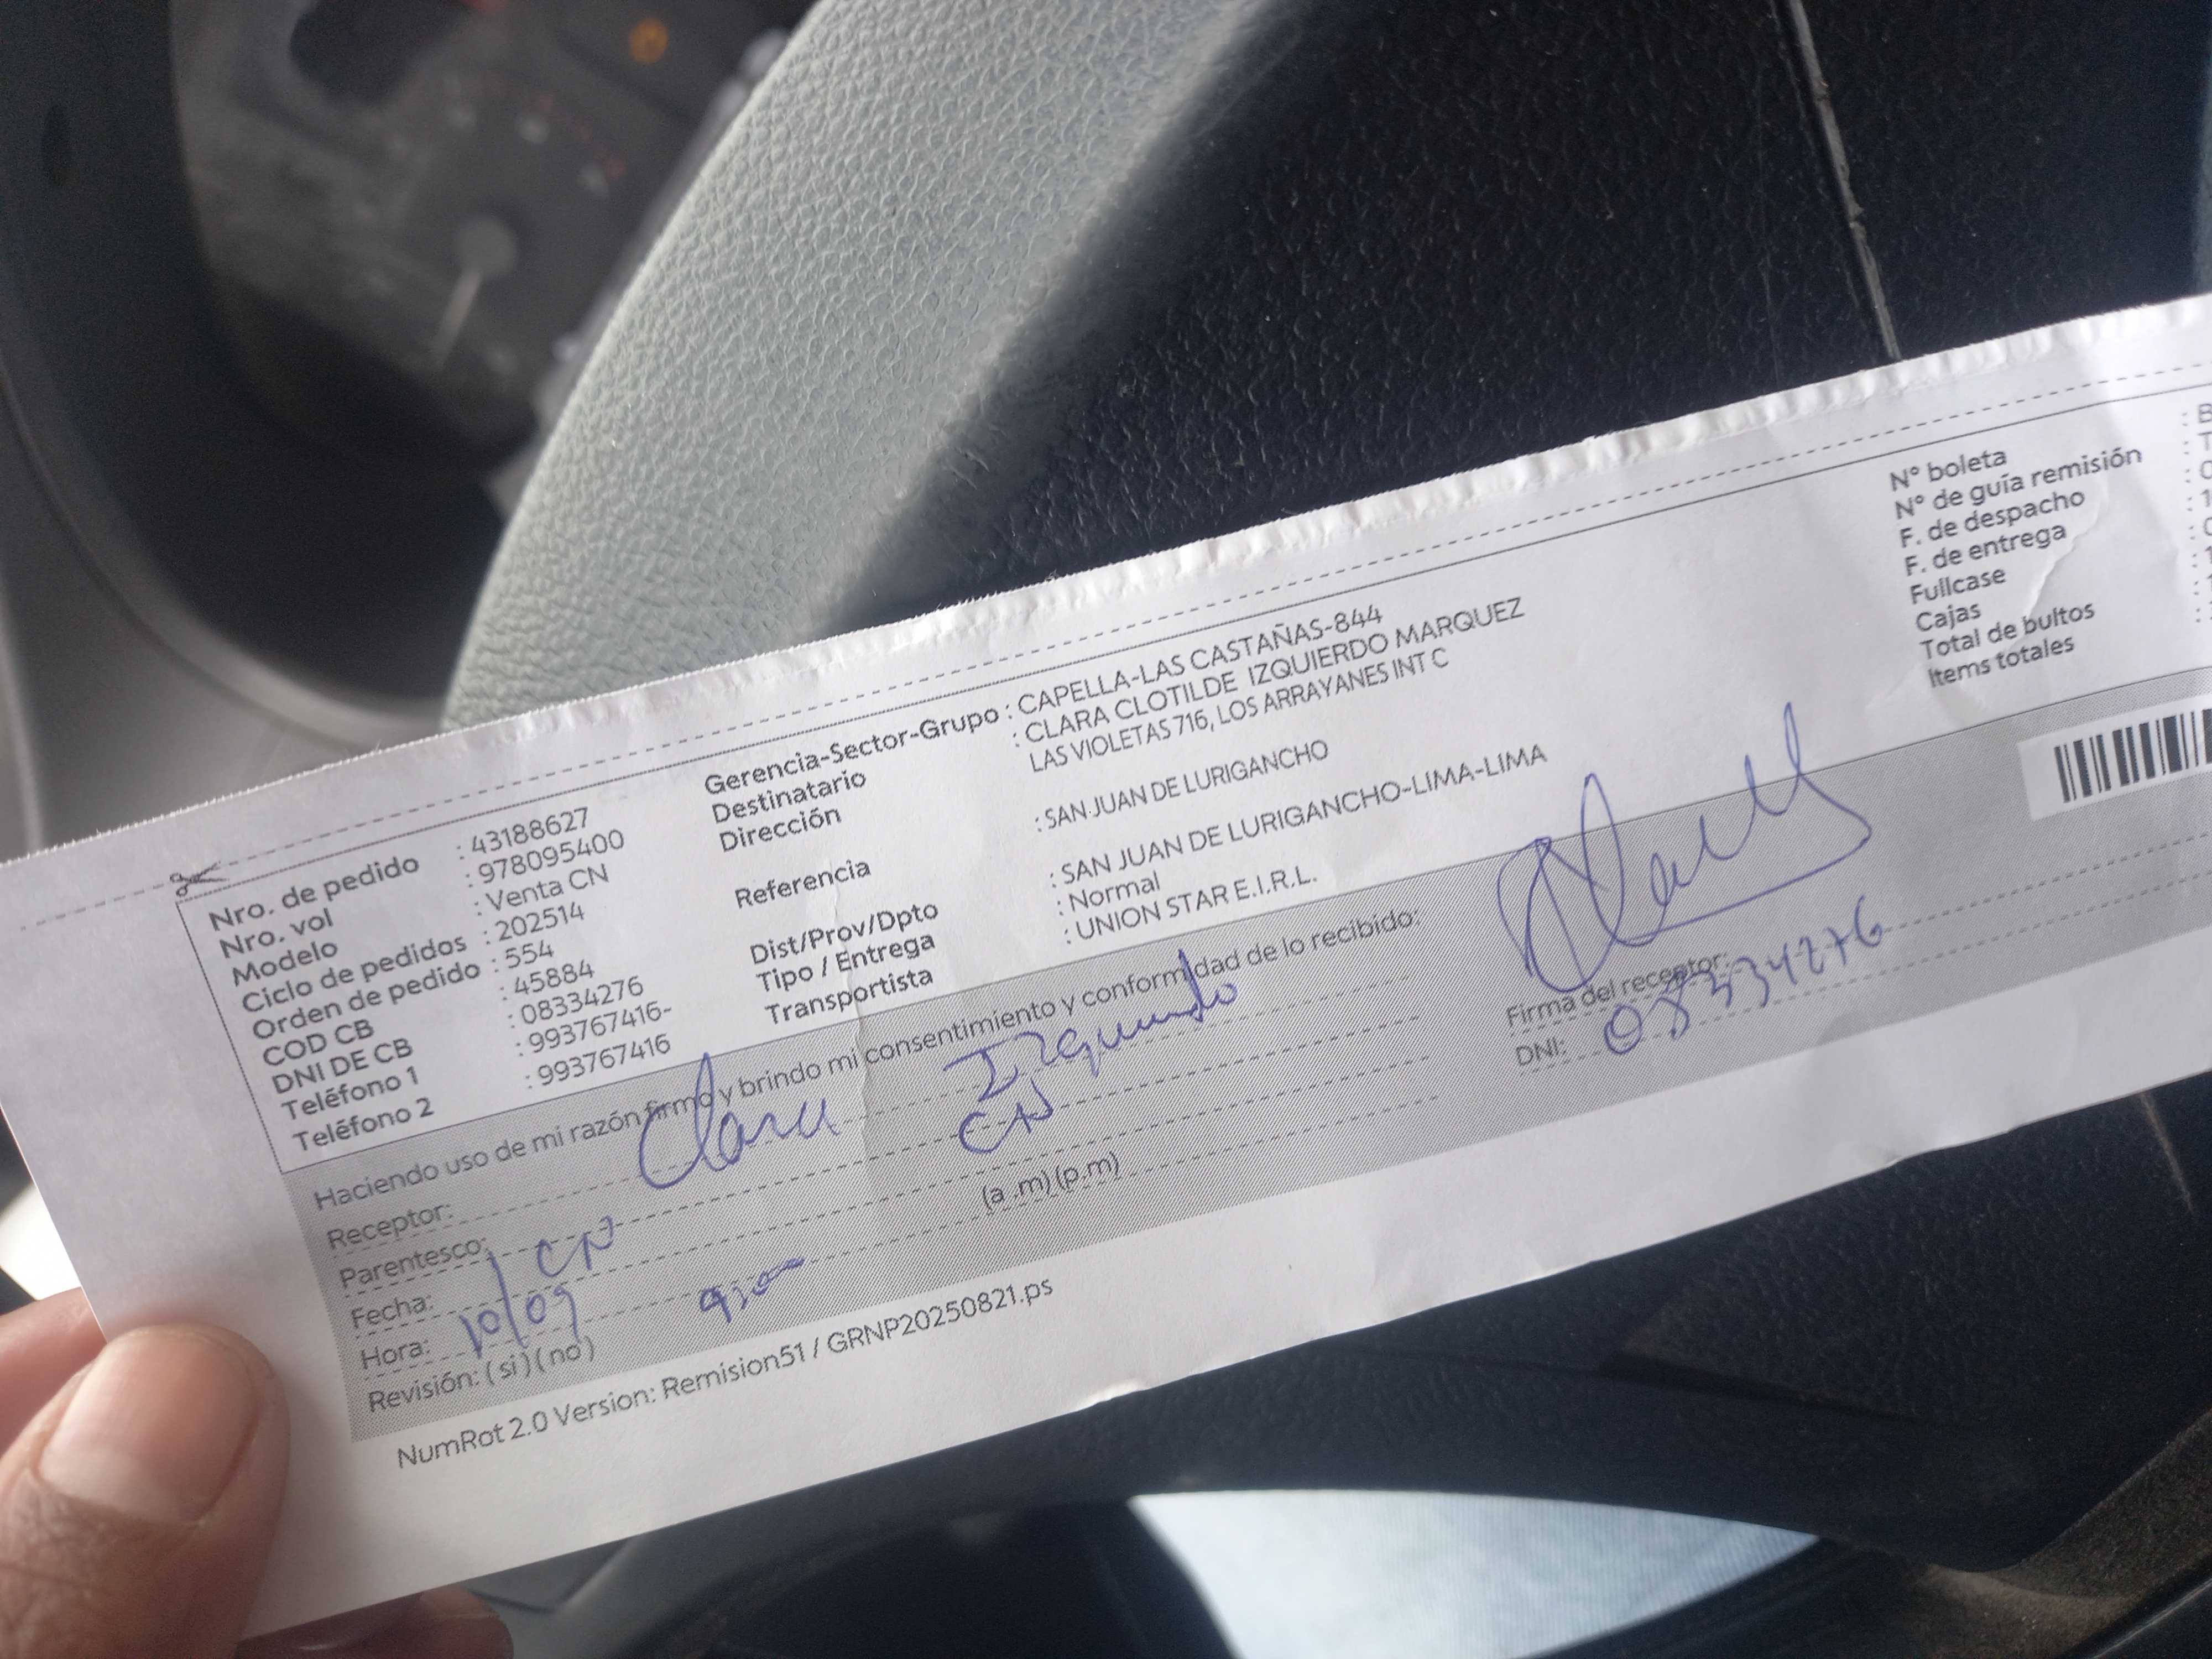 Nro. de pedido : 43188627
Nro. vol : 978095400
Modelo : Venta CN
Ciclo de pedidos : 202514
Orden de pedido : 554
COD CB : 45884
DNI DE CB : 08334276
Teléfono 1 : 993767416-
Teléfono 2 : 993767416
Gerencia-Sector-Grupo : CAPELLA-LAS CASTAÑAS-844
Destinatario : CLARA CLOTILDE IZQUIERDO MARQUEZ
Dirección LAS VIOLETAS 716, LOS ARRAYANES INT C
: SAN JUAN DE LURIGANCHO
Referencia
Dist/Prov/Dpto : SAN JUAN DE LURIGANCHO-LIMA-LIMA
Tipo / Entrega : Normal
Transportista : UNION STAR E.I.R.L.
N° boleta : B
N° de guía remisión : T
F. de despacho : 0
F. de entrega : 1
Fullcase : 0
Cajas : 1
Total de bultos
Items totales
Haciendo uso de mi razón firmo y brindo mi consentimiento y conformidad de lo recibido:
Receptor: Clara Izquierdo
Parentesco: CN CN
Fecha: 10/09
Hora: (a .m) (p.m)
Revisión: ( si ) ( no )
Firma del receptor:
DNI: 08334276
NumRot 2.0 Version: Remision51 / GRNP20250821.ps